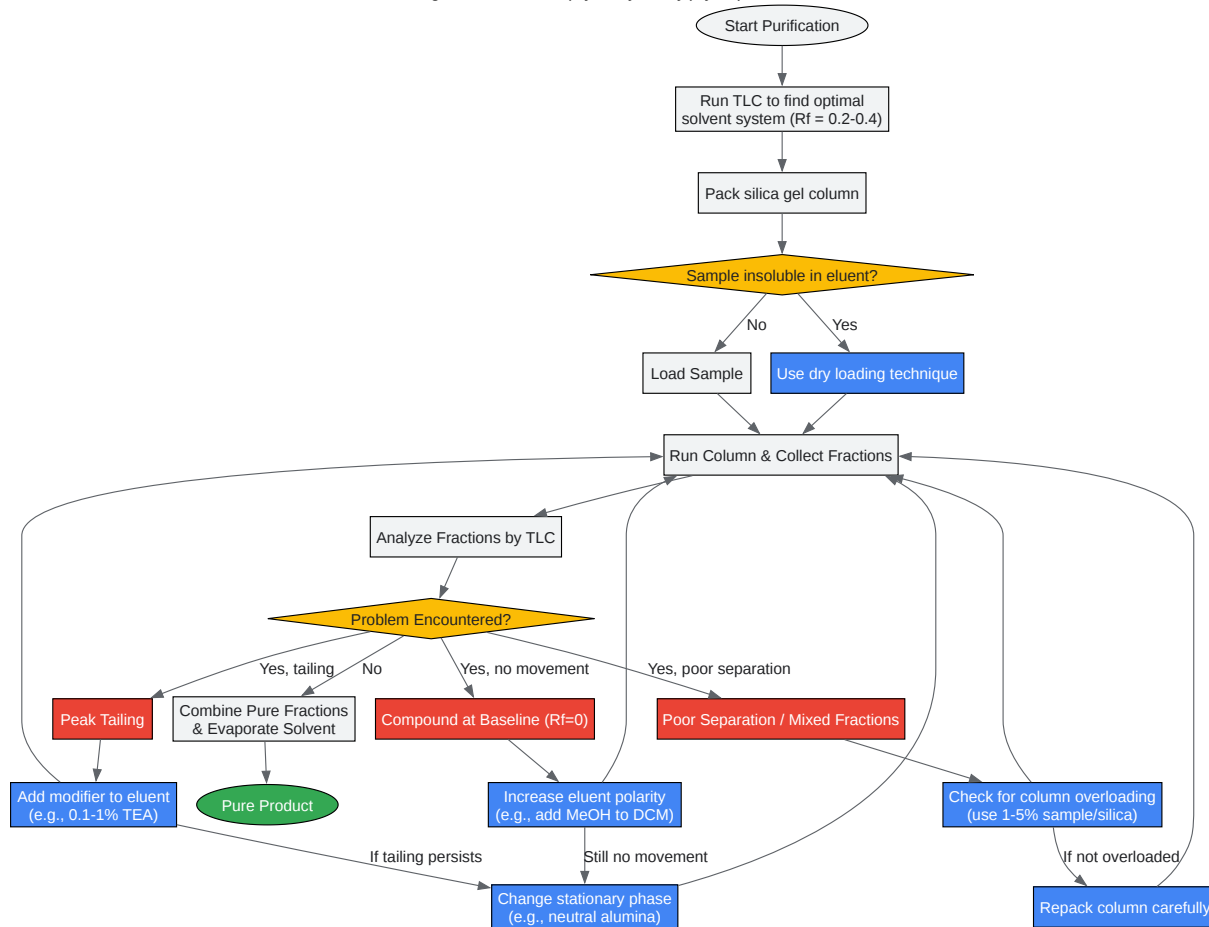 Start Purification
Run TLC to find optimal
solvent system (Rf = 0.2-0.4)
Pack silica gel column
Sample insoluble in eluent?
No
Yes
Load Sample
Use dry loading technique
Run Column & Collect Fractions
Analyze Fractions by TLC
Problem Encountered?
Yes, tailing
No
Yes, no movement
Yes, poor separation
Peak Tailing
Combine Pure Fractions
& Evaporate Solvent
Compound at Baseline (Rf=0)
Poor Separation / Mixed Fractions
Add modifier to eluent
(e.g., 0.1-1% TEA)
Pure Product
Increase eluent polarity
(e.g., add MeOH to DCM)
Check for column overloading
(use 1-5% sample/silica)
If tailing persists
Still no movement
If not overloaded
Change stationary phase
(e.g., neutral alumina)
Repack column carefully